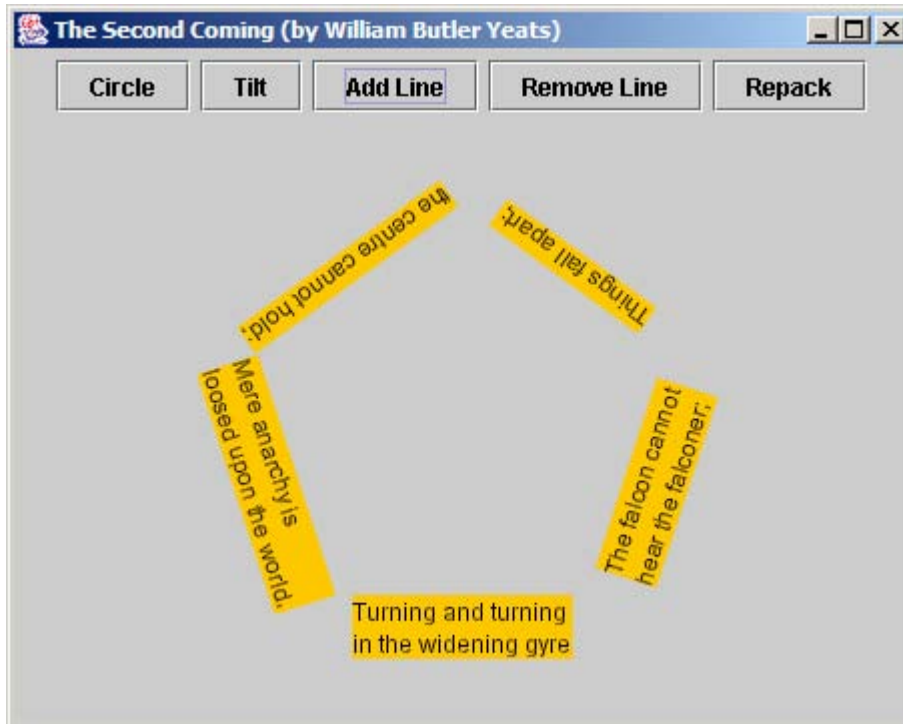 The Second Coming (by William Butler Yeats)
Circle
Tilt
Add Line
Remove Line
Repack
Turning and turning
in the widening gyre
The falcon cannot
hear the falconer;
Things fall apart;
the centre cannot hold;
Mere anarchy is
loosed upon the world,